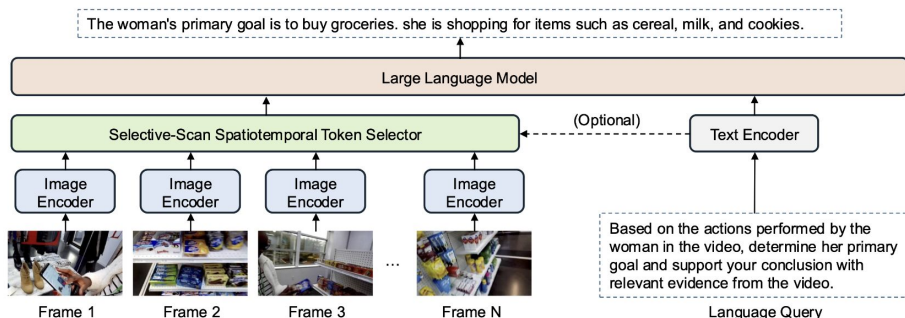 The woman's primary goal is to buy groceries. she is shopping for items such as cereal, milk, and cookies.
Large Language Model
Selective-Scan Spatiotemporal Token Selector
(Optional)
Text Encoder
Image
Encoder
Image
Encoder
Image
Encoder
Image
Encoder
Based on the actions performed by the
woman in the video, determine her primary
goal and support your conclusion with
relevant evidence from the video.
...
Frame 1
Frame 2
Frame 3
Frame N
Language Query